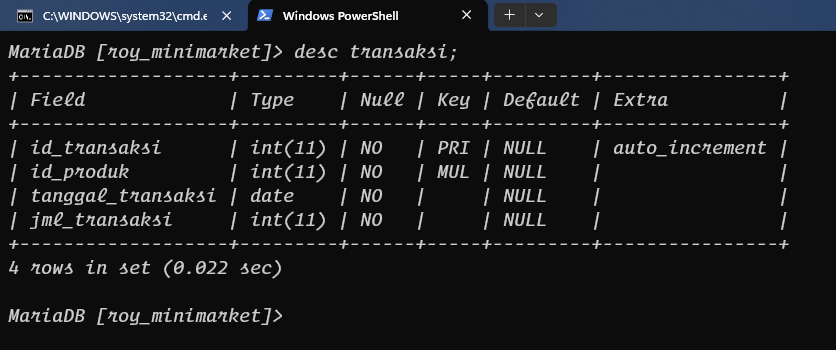 C:\WINDOWS\system32\cmd.e
Windows PowerShell
MariaDB [roy_minimarket]> desc transaksi;
+-------------------+---------+------+-----+---------+----------------+
| Field             | Type    | Null | Key | Default | Extra          |
+-------------------+---------+------+-----+---------+----------------+
| id_transaksi      | int(11) | NO   | PRI | NULL    | auto_increment |
| id_produk         | int(11) | NO   | MUL | NULL    |                |
| tanggal_transaksi | date    | NO   |     | NULL    |                |
| jml_transaksi     | int(11) | NO   |     | NULL    |                |
+-------------------+---------+------+-----+---------+----------------+
4 rows in set (0.022 sec)
MariaDB [roy_minimarket]>